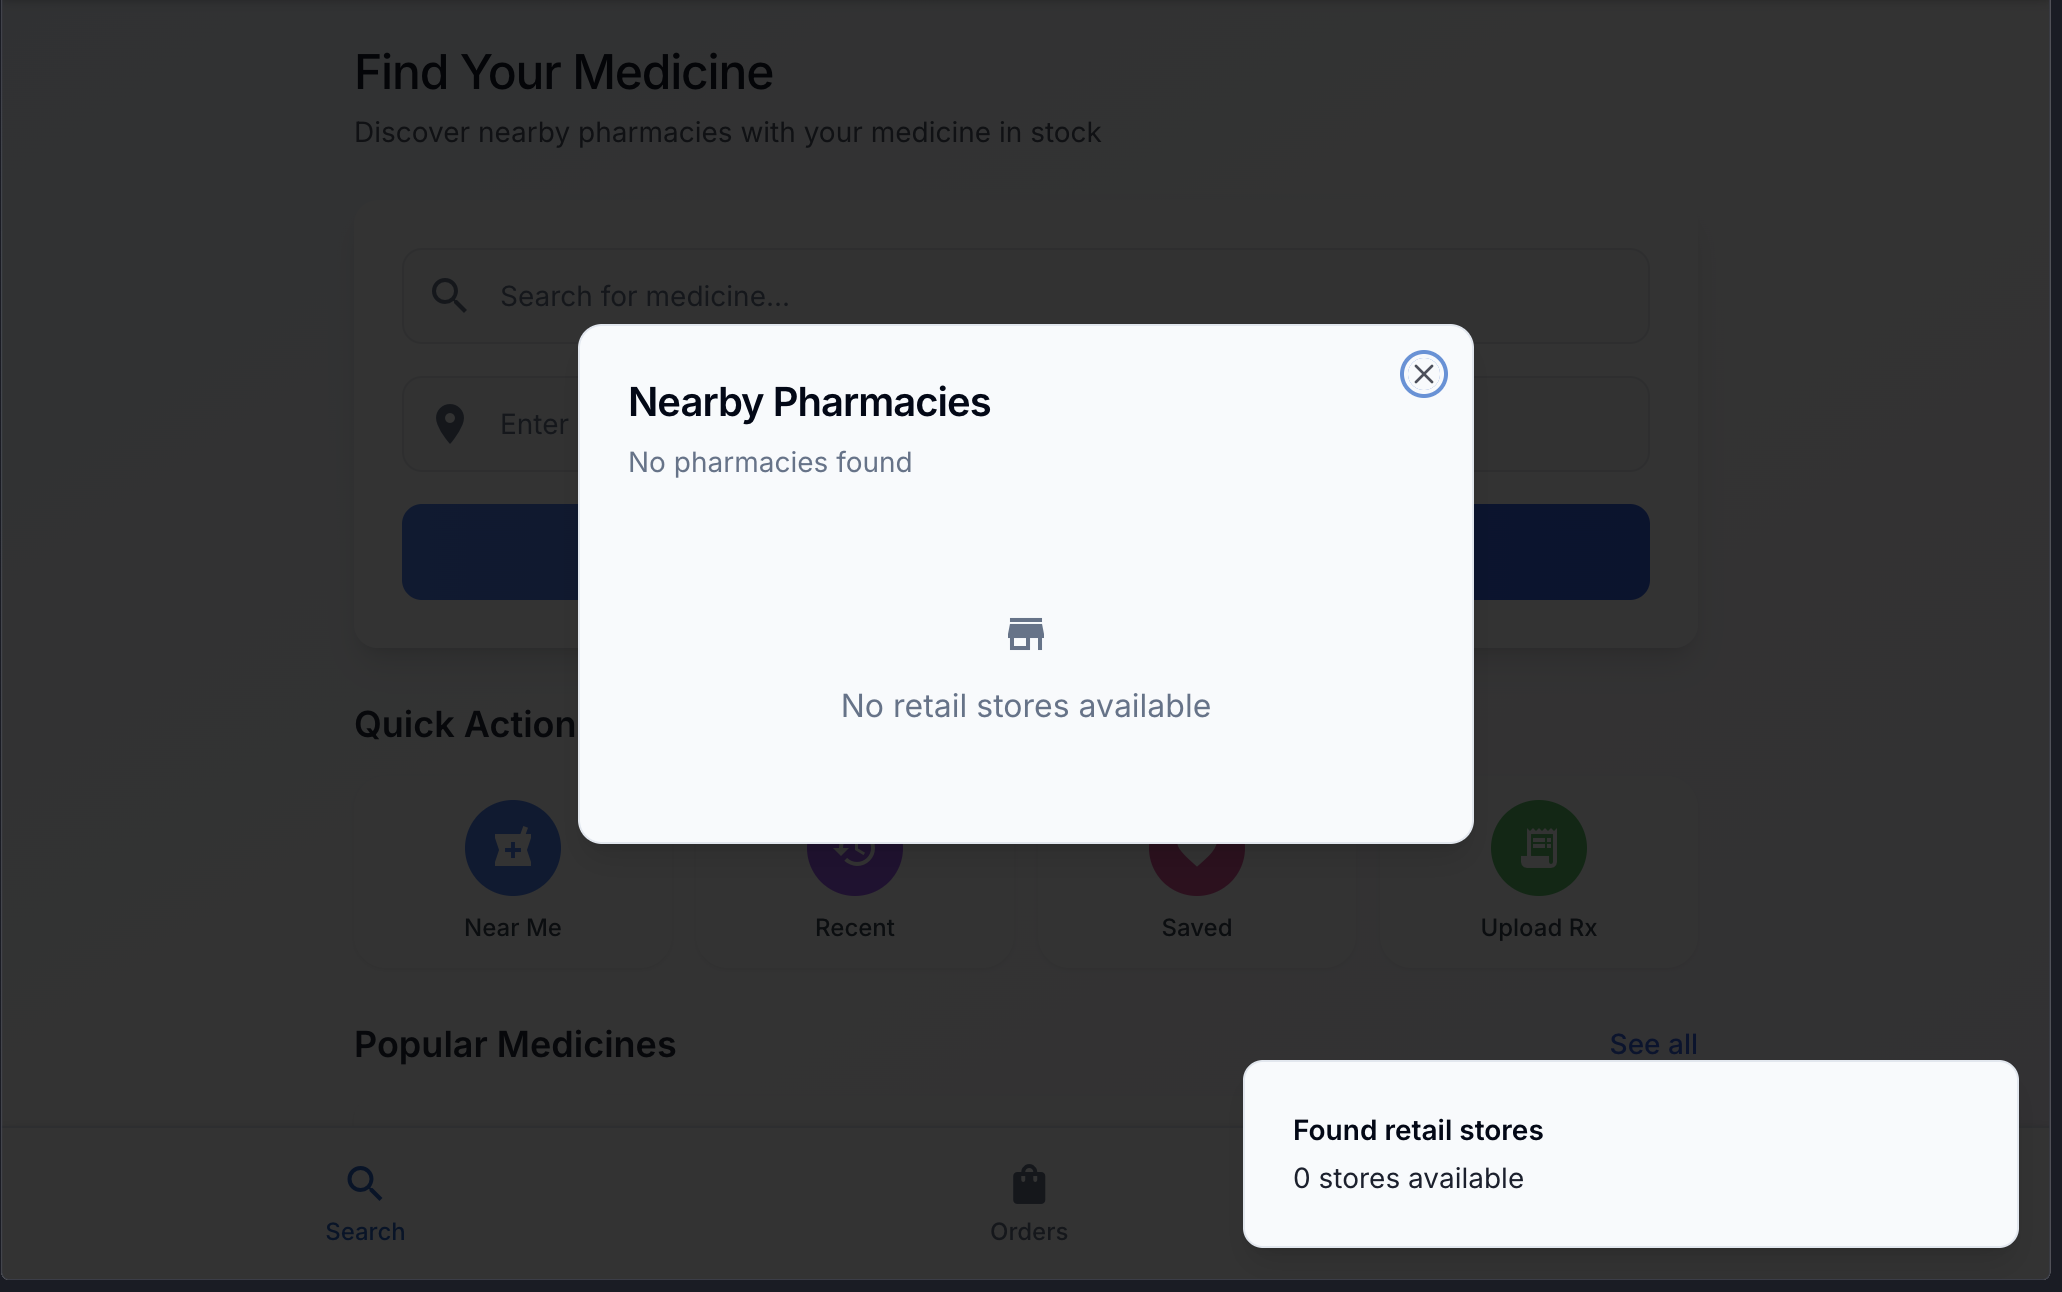 Find Your Medicine
Discover nearby pharmacies with your medicine in stock
Search for medicine...
Enter
Nearby Pharmacies
No pharmacies found
No retail stores available
Quick Action
Near Me
Recent
Saved
Upload Rx
Popular Medicines
See all
Found retail stores
0 stores available
Search
Orders